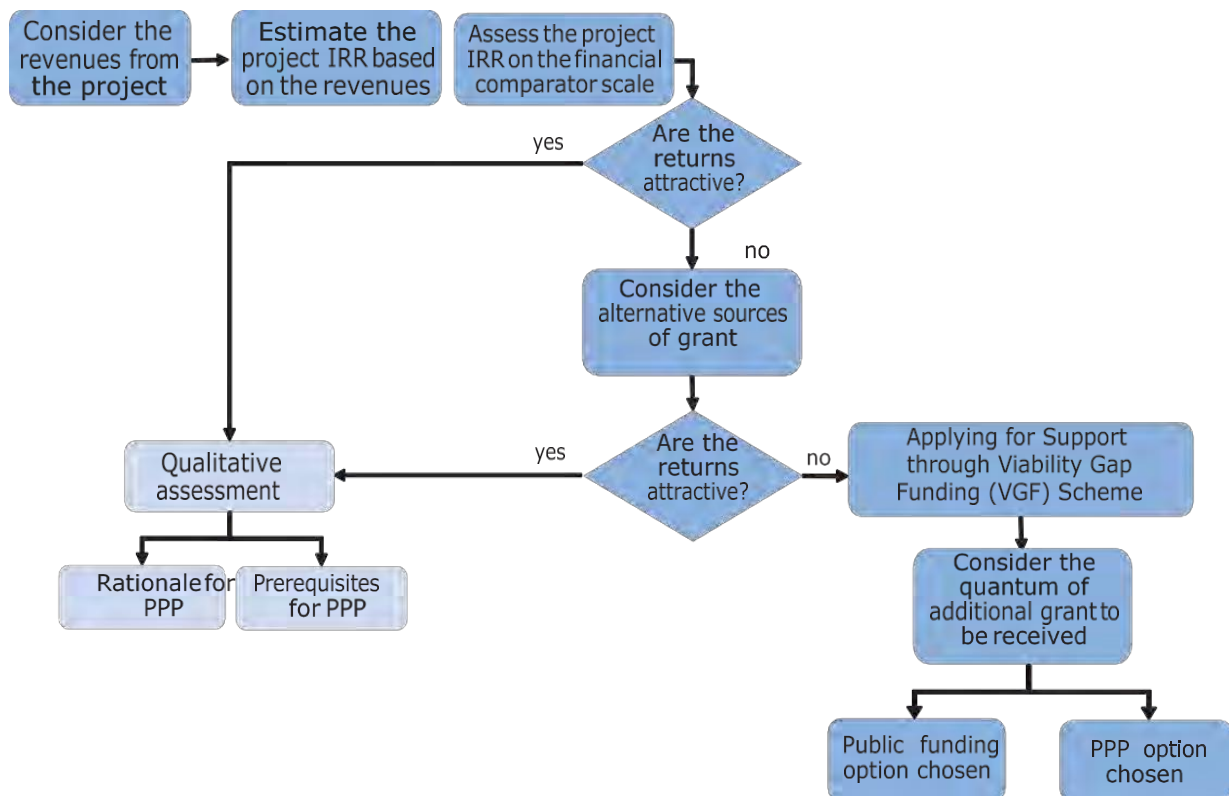 Consider the
revenues from
the project
Estimate the
project IRR based
on the revenues
Assess the project
IRR on the financial
comparator scale
Are the
returns
attractive?
yes
no
Consider the
alternative sources
of grant
Are the
returns
attractive?
yes
no
Qualitative
assessment
Rationale for
PPP
Prerequisites
for PPP
Applying for Support
through Viability Gap
Funding (VGF) Scheme
Consider the
quantum of
additional grant to
be received
Public funding
option chosen
PPP option
chosen